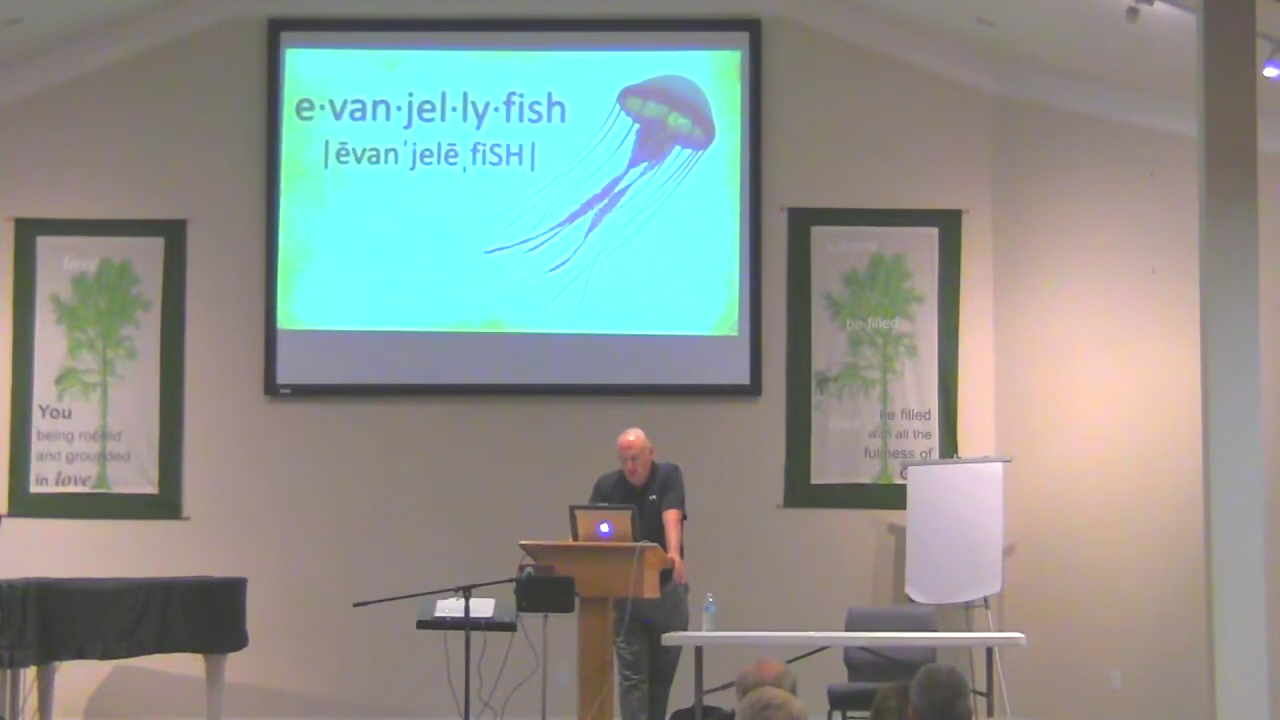 e·van·jel·ly·fish
|ēvanˈjelēˌfiSH|
love
You
being rooted
and grounded
in love
be filled
be filled
with all the
fullness of